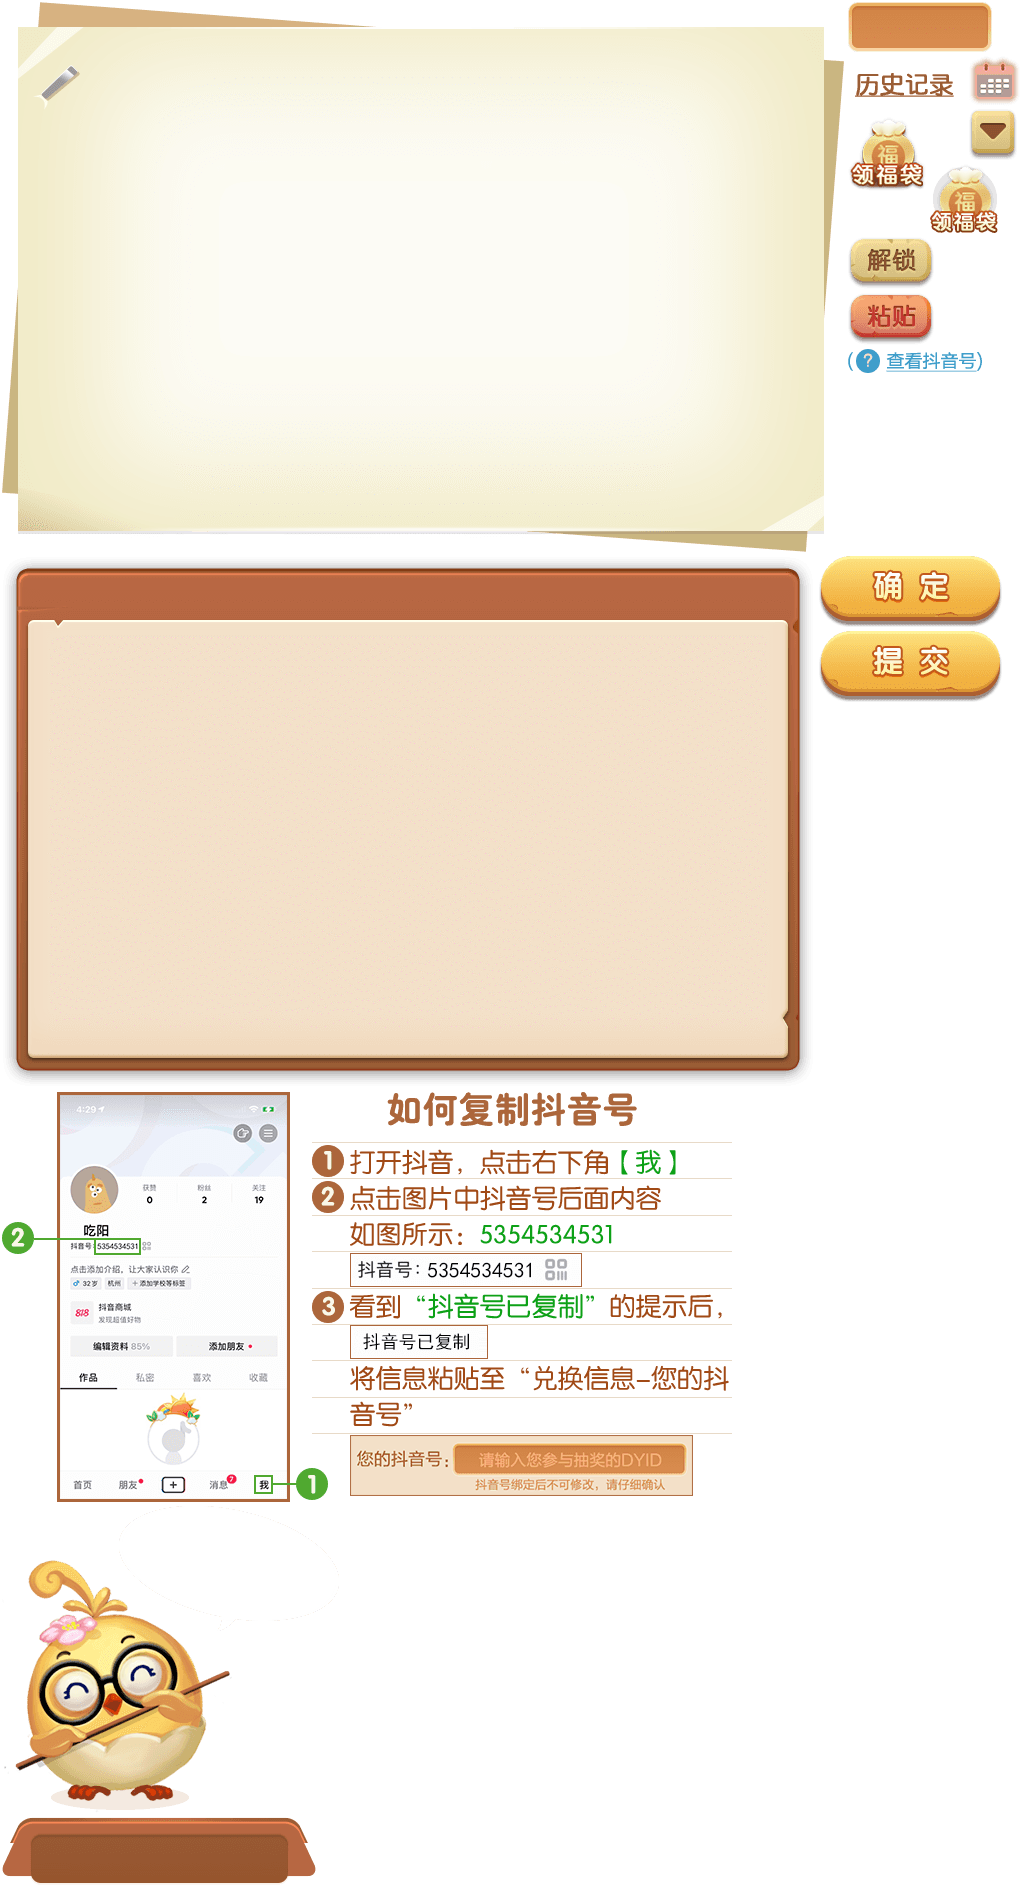 历史记录
福
领福袋
福
领福袋
解锁
粘贴
(? 查看抖音号)
确 定
提 交
如何复制抖音号
1 打开抖音，点击右下角【我】
2 点击图片中抖音号后面内容
如图所示：5354534531
抖音号：5354534531
3 看到“抖音号已复制”的提示后，
抖音号已复制
将信息粘贴至“兑换信息-您的抖
音号”
您的抖音号：请输入您参与抽奖的DYID
抖音号绑定后不可修改，请仔细确认
4:29
获赞 粉丝 关注
0 2 19
吃阳
2
抖音号：5354534531
点击添加介绍，让大家认识你
♂ 32岁 杭州 +添加学校等标签
818 抖音商城
发现超值好物
编辑资料 85% 添加朋友
作品 私密 喜欢 收藏
首页 朋友 + 消息 7 我
1